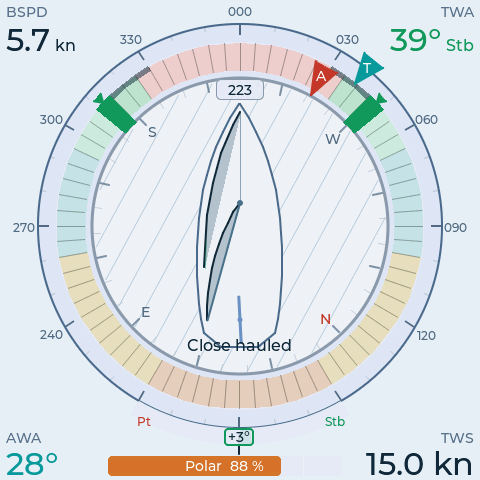 BSPD
5.7 kn
000
TWA
39° Stb
330
030
T
A
223
300
060
S
W
270
090
E
N
240
120
Close hauled
Pt
Stb
+3°
AWA
28°
Polar 88 %
TWS
15.0 kn